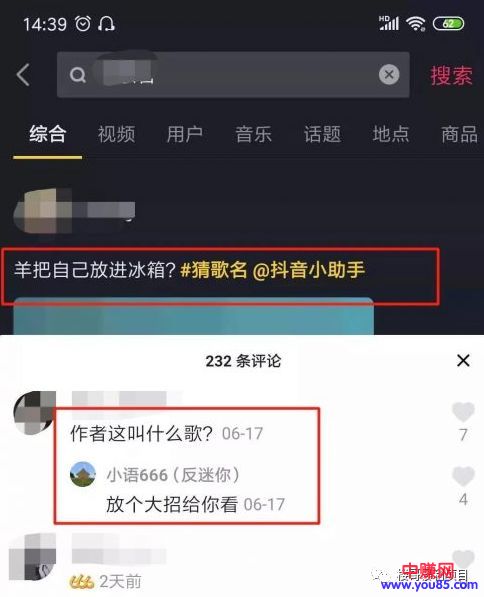 14:39
HD
62
搜索
综合 视频 用户 音乐 话题 地点 商品
羊把自己放进冰箱? #猜歌名 @抖音小助手
232 条评论
作者这叫什么歌? 06-17
7
小语666 (反迷你)
放个大招给你看 06-17
4
666 2天前
中赚网
www.you85.com